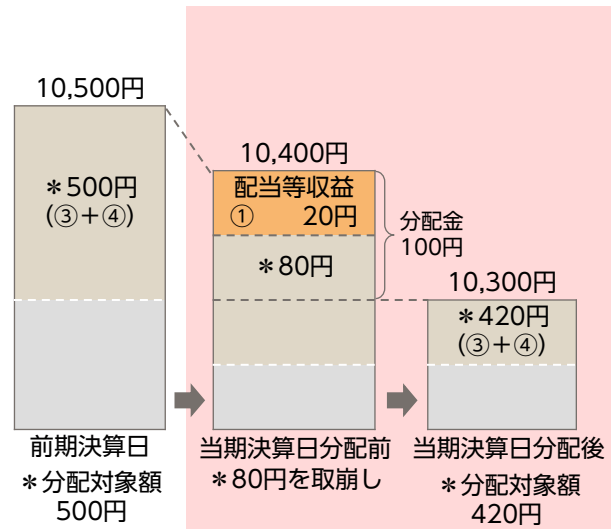 10,500円
＊500円
(③＋④)
前期決算日
＊分配対象額
500円
10,400円
配当等収益
① 20円
＊80円
分配金
100円
当期決算日分配前
＊80円を取崩し
10,300円
＊420円
(③＋④)
当期決算日分配後
＊分配対象額
420円